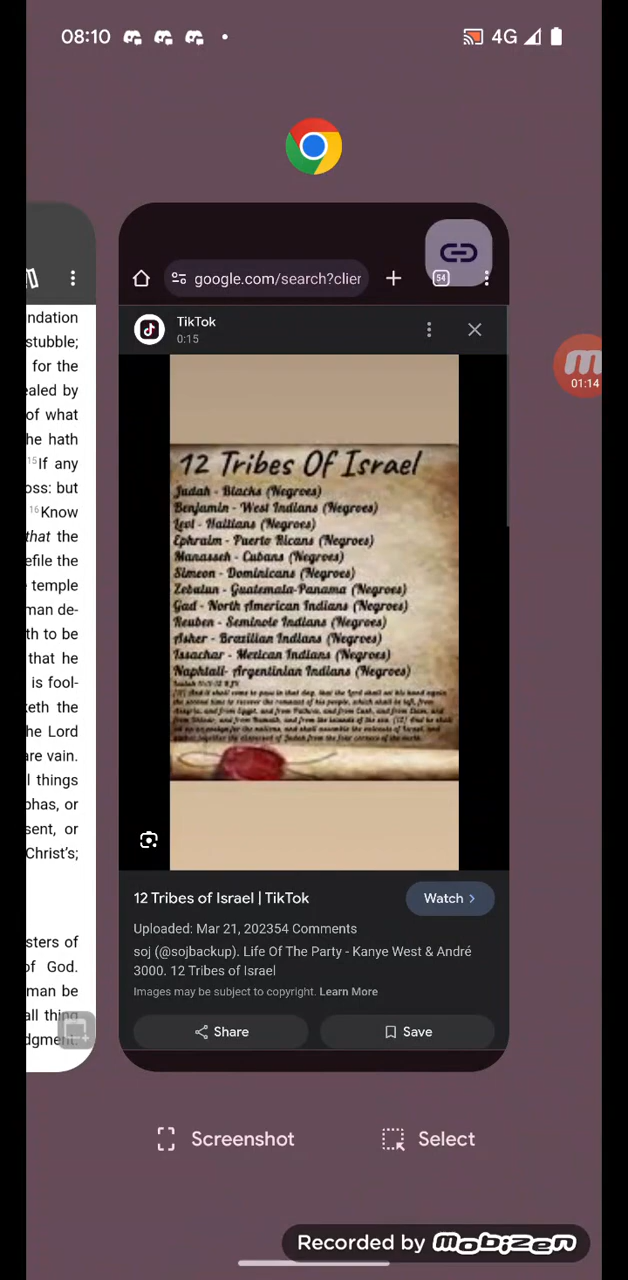 08:10
4G
google.com/search?clier
54
TikTok
0:15
01:14
ndation
stubble;
for the
ealed by
of what
he hath
15If any
oss: but
16Know
that the
efile the
temple
man de-
th to be
that he
is fool-
keth the
he Lord
are vain.
l things
phas, or
sent, or
Christ's;
sters of
of God.
man be
all thing
dgment.
12 Tribes Of Israel
Judah - Blacks (Negroes)
Benjamin - West Indians (Negroes)
Levi - Haitians (Negroes)
Ephraim - Puerto Ricans (Negroes)
Manasseh - Cubans (Negroes)
Simeon - Dominicans (Negroes)
Zebulun - Guatemala-Panama (Negroes)
Gad - North American Indians (Negroes)
Reuben - Seminole Indians (Negroes)
Asher - Brazilian Indians (Negroes)
Issachar - Mexican Indians (Negroes)
Naphtali- Argentinian Indians (Negroes)
12 Tribes of Israel | TikTok
Watch
Uploaded: Mar 21, 202354 Comments
soj (@sojbackup). Life Of The Party - Kanye West & André
3000. 12 Tribes of Israel
Images may be subject to copyright. Learn More
Share
Save
Screenshot
Select
Recorded by mobizen